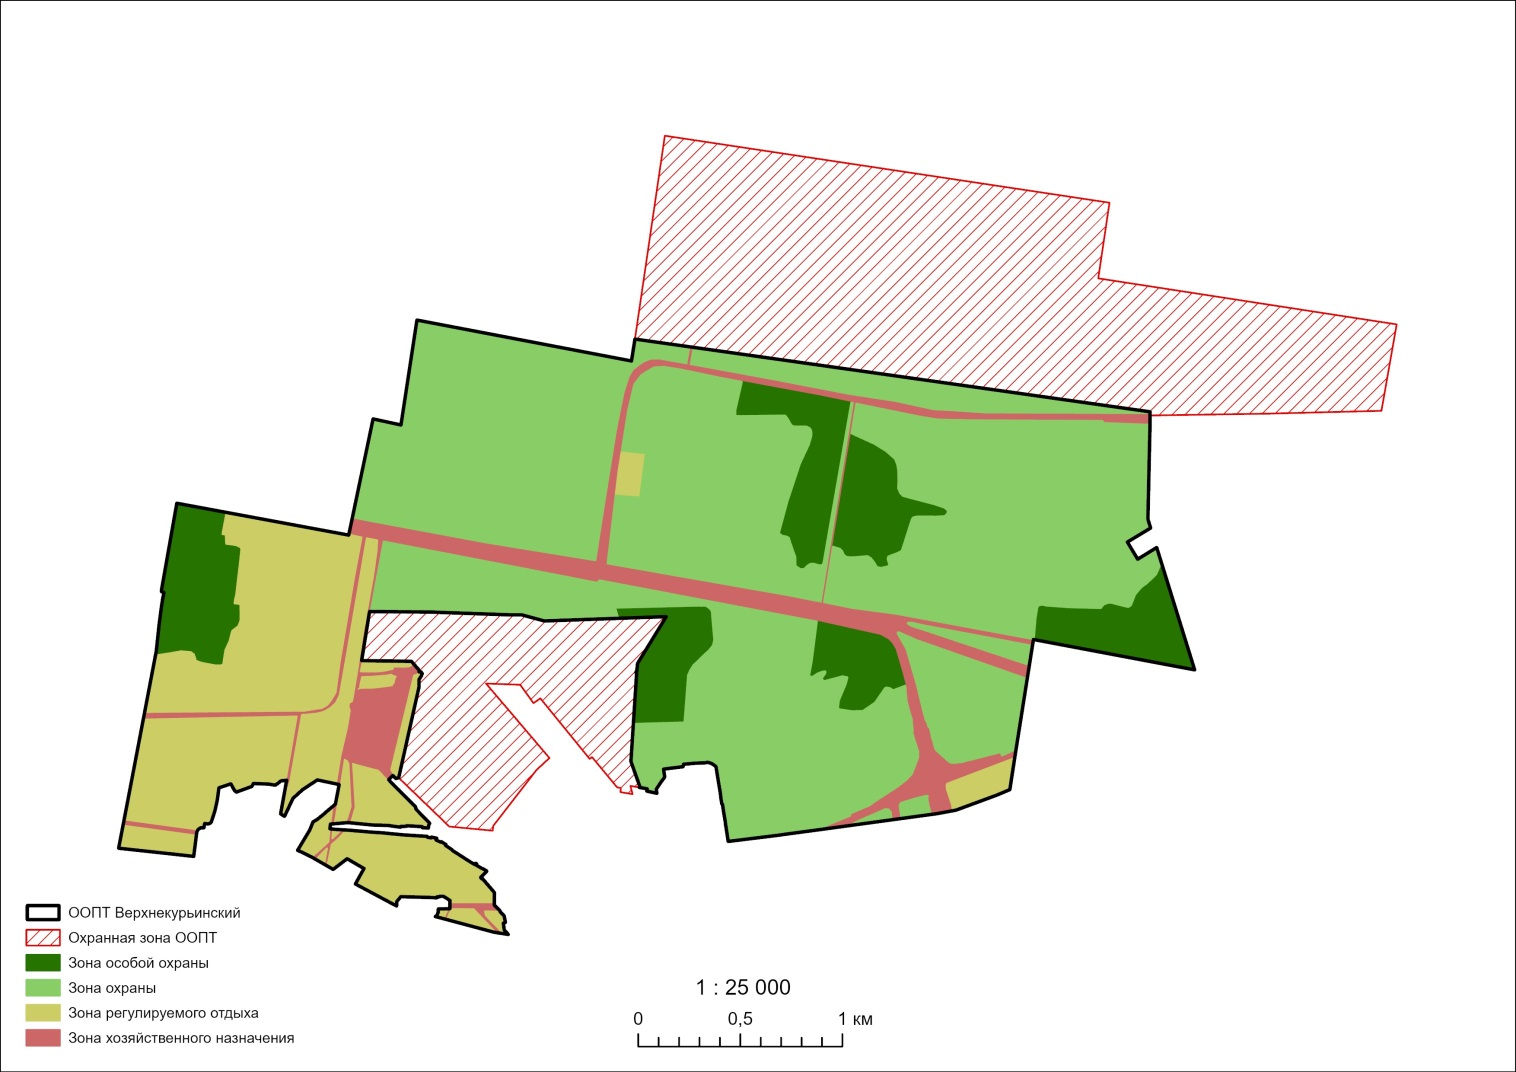 ООПТ Верхнекурьинский
Охранная зона ООПТ
Зона особой охраны
Зона охраны
Зона регулируемого отдыха
Зона хозяйственного назначения
1 : 25 000
0 0,5 1 км